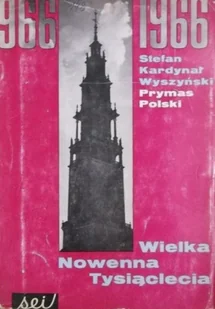 966 1966
Stefan
Kardynał
Wyszyński
Prymas
Polski
Wielka
Nowenna
Tysiąclecia
sei